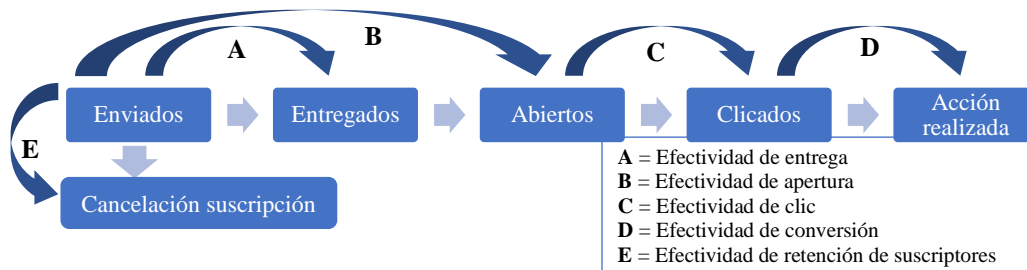 A
B
C
D
Enviados
Entregados
Abiertos
Clicados
Acción
realizada
E
Cancelación suscripción
A = Efectividad de entrega
B = Efectividad de apertura
C = Efectividad de clic
D = Efectividad de conversión
E = Efectividad de retención de suscriptores